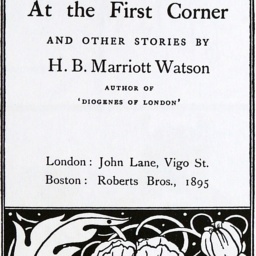 At the First Corner
AND OTHER STORIES BY
H. B. Marriott Watson
AUTHOR OF
'DIOGENES OF LONDON'
London: John Lane, Vigo St.
Boston: Roberts Bros., 1895